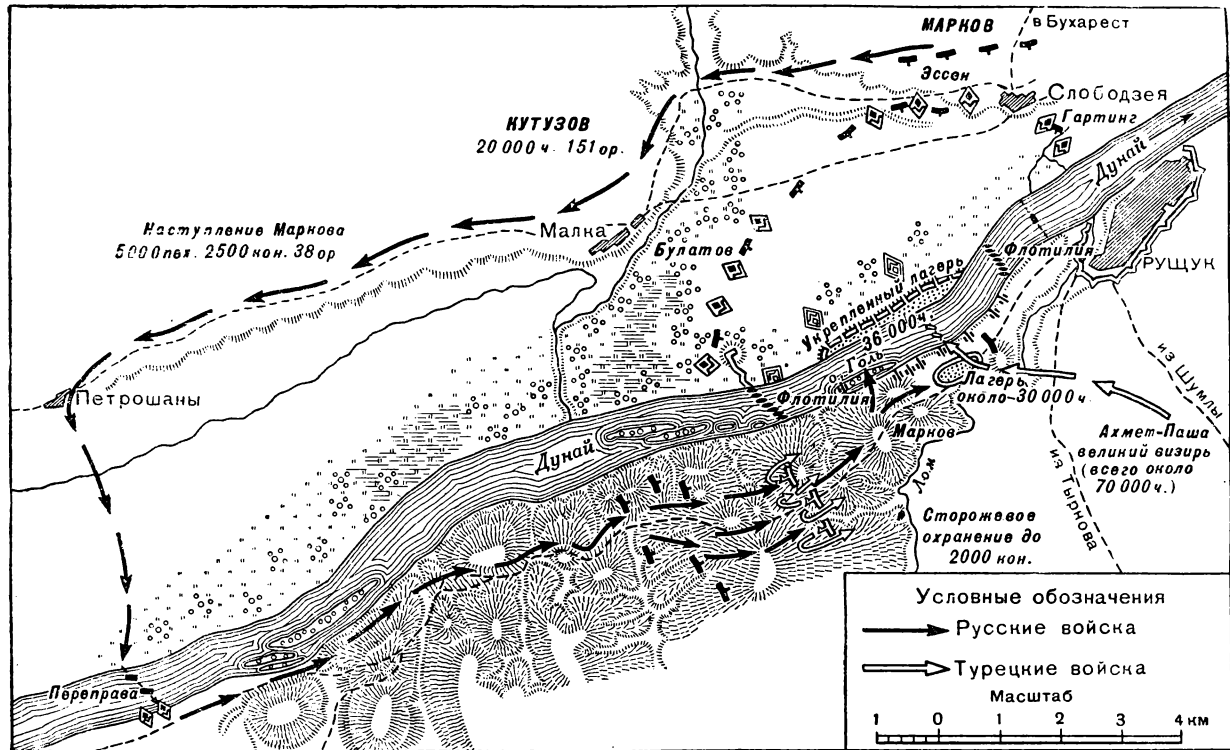 МАРКОВ
в Бухарест
Эссен
Слободзея
Гартинг
КУТУЗОВ
20 000 ч. 151 ор.
Дунай
Наступление Маркова
5000 пех. 2500 кон. 38 ор
Малка
Булатов
Флотилия
РУЩУК
Укрепленный лагерь
36 000 ч.
Голь
из Шумлы
Петрошаны
Флотилия
Лагерь
около 30 000 ч.
Марков
Ахмет-Паша
великий визирь
(всего около
70 000 ч.)
Дунай
Лом
из Тырнова
Сторожевое
охранение до
2000 кон.
Переправа
Условные обозначения
Русские войска
Турецкие войска
Масштаб
1 0 1 2 3 4 км